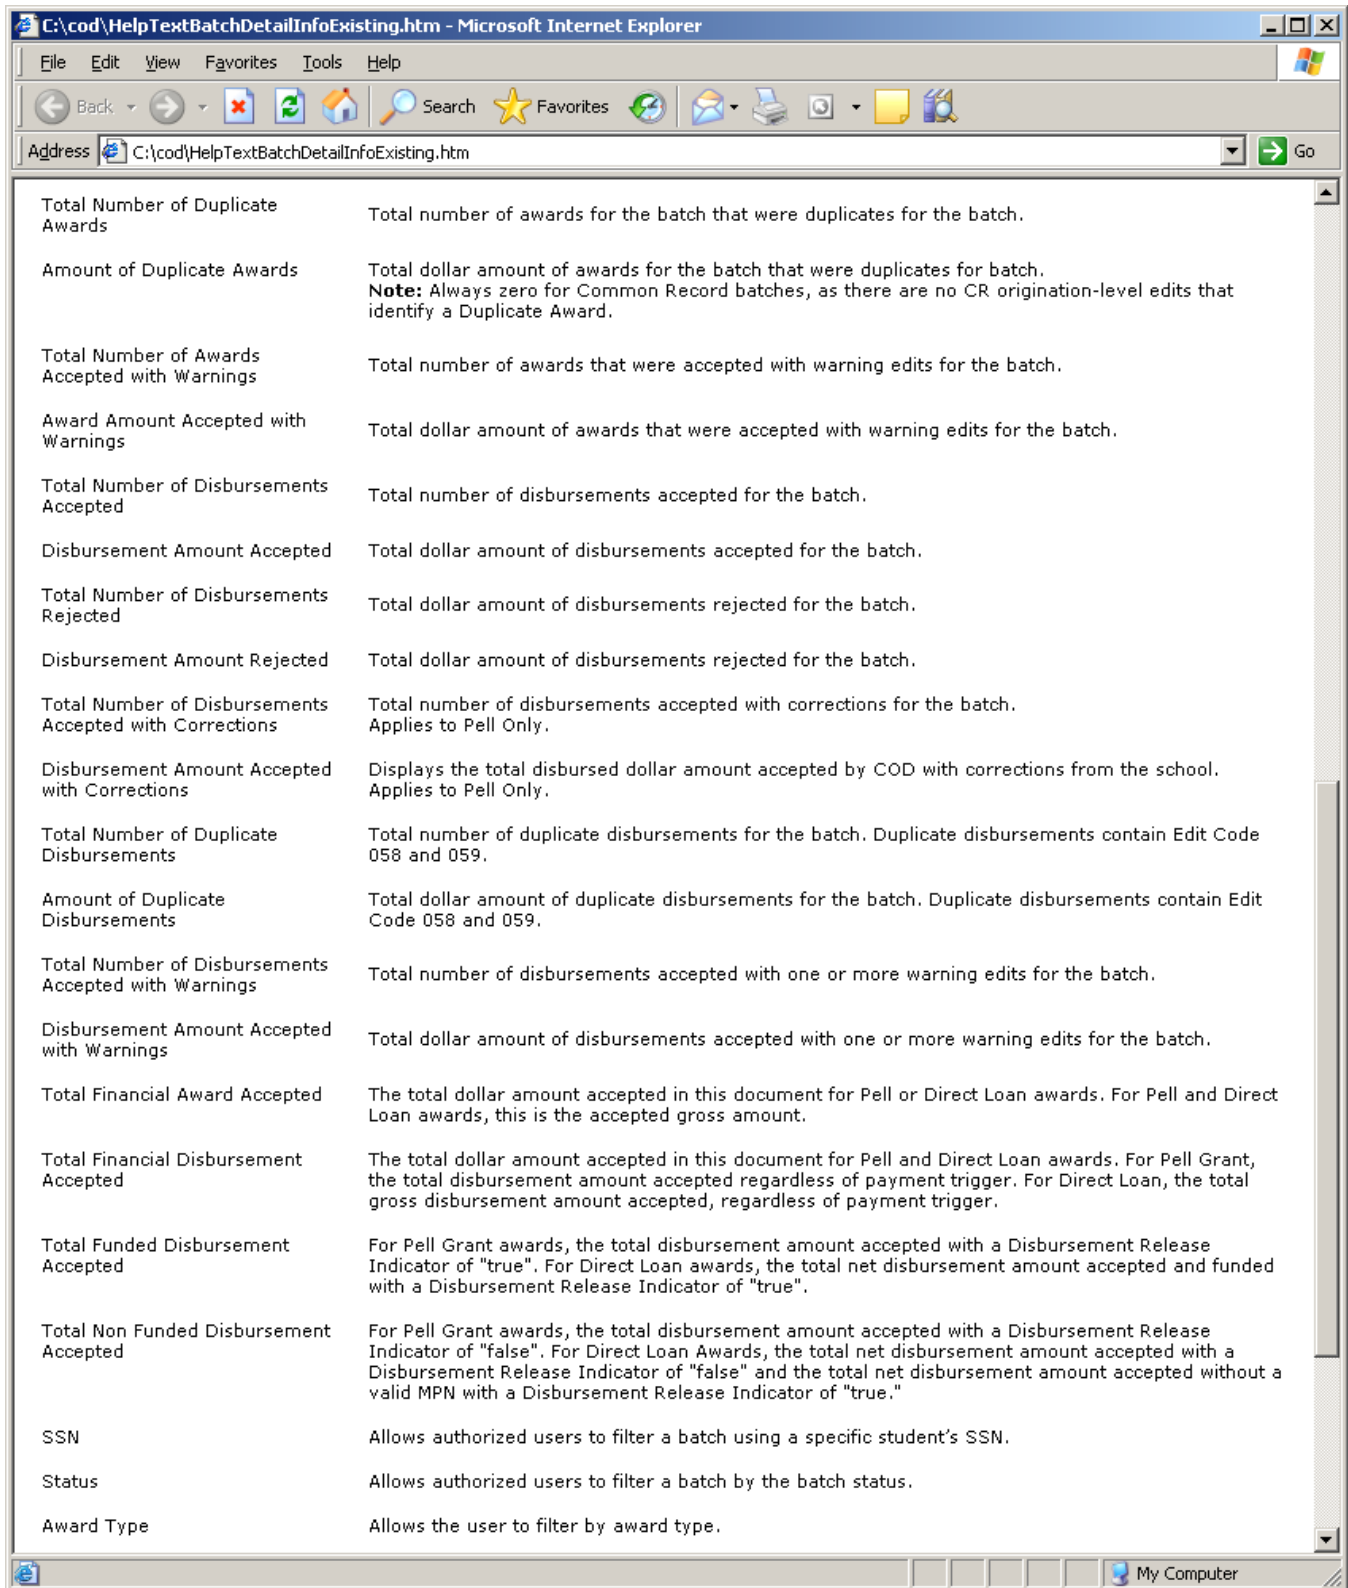 C:\cod\HelpTextBatchDetailInfoExisting.htm - Microsoft Internet Explorer
File Edit View Favorites Tools Help
Back Search Favorites
Address C:\cod\HelpTextBatchDetailInfoExisting.htm Go
Total Number of Duplicate
Awards
Total number of awards for the batch that were duplicates for the batch.
Amount of Duplicate Awards
Total dollar amount of awards for the batch that were duplicates for batch.
Note: Always zero for Common Record batches, as there are no CR origination-level edits that
identify a Duplicate Award.
Total Number of Awards
Accepted with Warnings
Total number of awards that were accepted with warning edits for the batch.
Award Amount Accepted with
Warnings
Total dollar amount of awards that were accepted with warning edits for the batch.
Total Number of Disbursements
Accepted
Total number of disbursements accepted for the batch.
Disbursement Amount Accepted
Total dollar amount of disbursements accepted for the batch.
Total Number of Disbursements
Rejected
Total dollar amount of disbursements rejected for the batch.
Disbursement Amount Rejected
Total dollar amount of disbursements rejected for the batch.
Total Number of Disbursements
Accepted with Corrections
Total number of disbursements accepted with corrections for the batch.
Applies to Pell Only.
Disbursement Amount Accepted
with Corrections
Displays the total disbursed dollar amount accepted by COD with corrections from the school.
Applies to Pell Only.
Total Number of Duplicate
Disbursements
Total number of duplicate disbursements for the batch. Duplicate disbursements contain Edit Code
058 and 059.
Amount of Duplicate
Disbursements
Total dollar amount of duplicate disbursements for the batch. Duplicate disbursements contain Edit
Code 058 and 059.
Total Number of Disbursements
Accepted with Warnings
Total number of disbursements accepted with one or more warning edits for the batch.
Disbursement Amount Accepted
with Warnings
Total dollar amount of disbursements accepted with one or more warning edits for the batch.
Total Financial Award Accepted
The total dollar amount accepted in this document for Pell or Direct Loan awards. For Pell and Direct
Loan awards, this is the accepted gross amount.
Total Financial Disbursement
Accepted
The total dollar amount accepted in this document for Pell and Direct Loan awards. For Pell Grant,
the total disbursement amount accepted regardless of payment trigger. For Direct Loan, the total
gross disbursement amount accepted, regardless of payment trigger.
Total Funded Disbursement
Accepted
For Pell Grant awards, the total disbursement amount accepted with a Disbursement Release
Indicator of "true". For Direct Loan awards, the total net disbursement amount accepted and funded
with a Disbursement Release Indicator of "true".
Total Non Funded Disbursement
Accepted
For Pell Grant awards, the total disbursement amount accepted with a Disbursement Release
Indicator of "false". For Direct Loan Awards, the total net disbursement amount accepted with a
Disbursement Release Indicator of "false" and the total net disbursement amount accepted without a
valid MPN with a Disbursement Release Indicator of "true."
SSN
Allows authorized users to filter a batch using a specific student’s SSN.
Status
Allows authorized users to filter a batch by the batch status.
Award Type
Allows the user to filter by award type.
My Computer